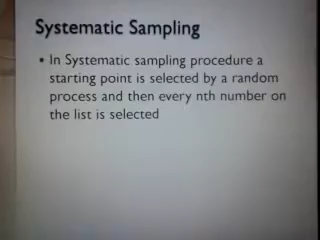 Systematic Sampling
• In Systematic sampling procedure a
starting point is selected by a random
process and then every nth number on
the list is selected